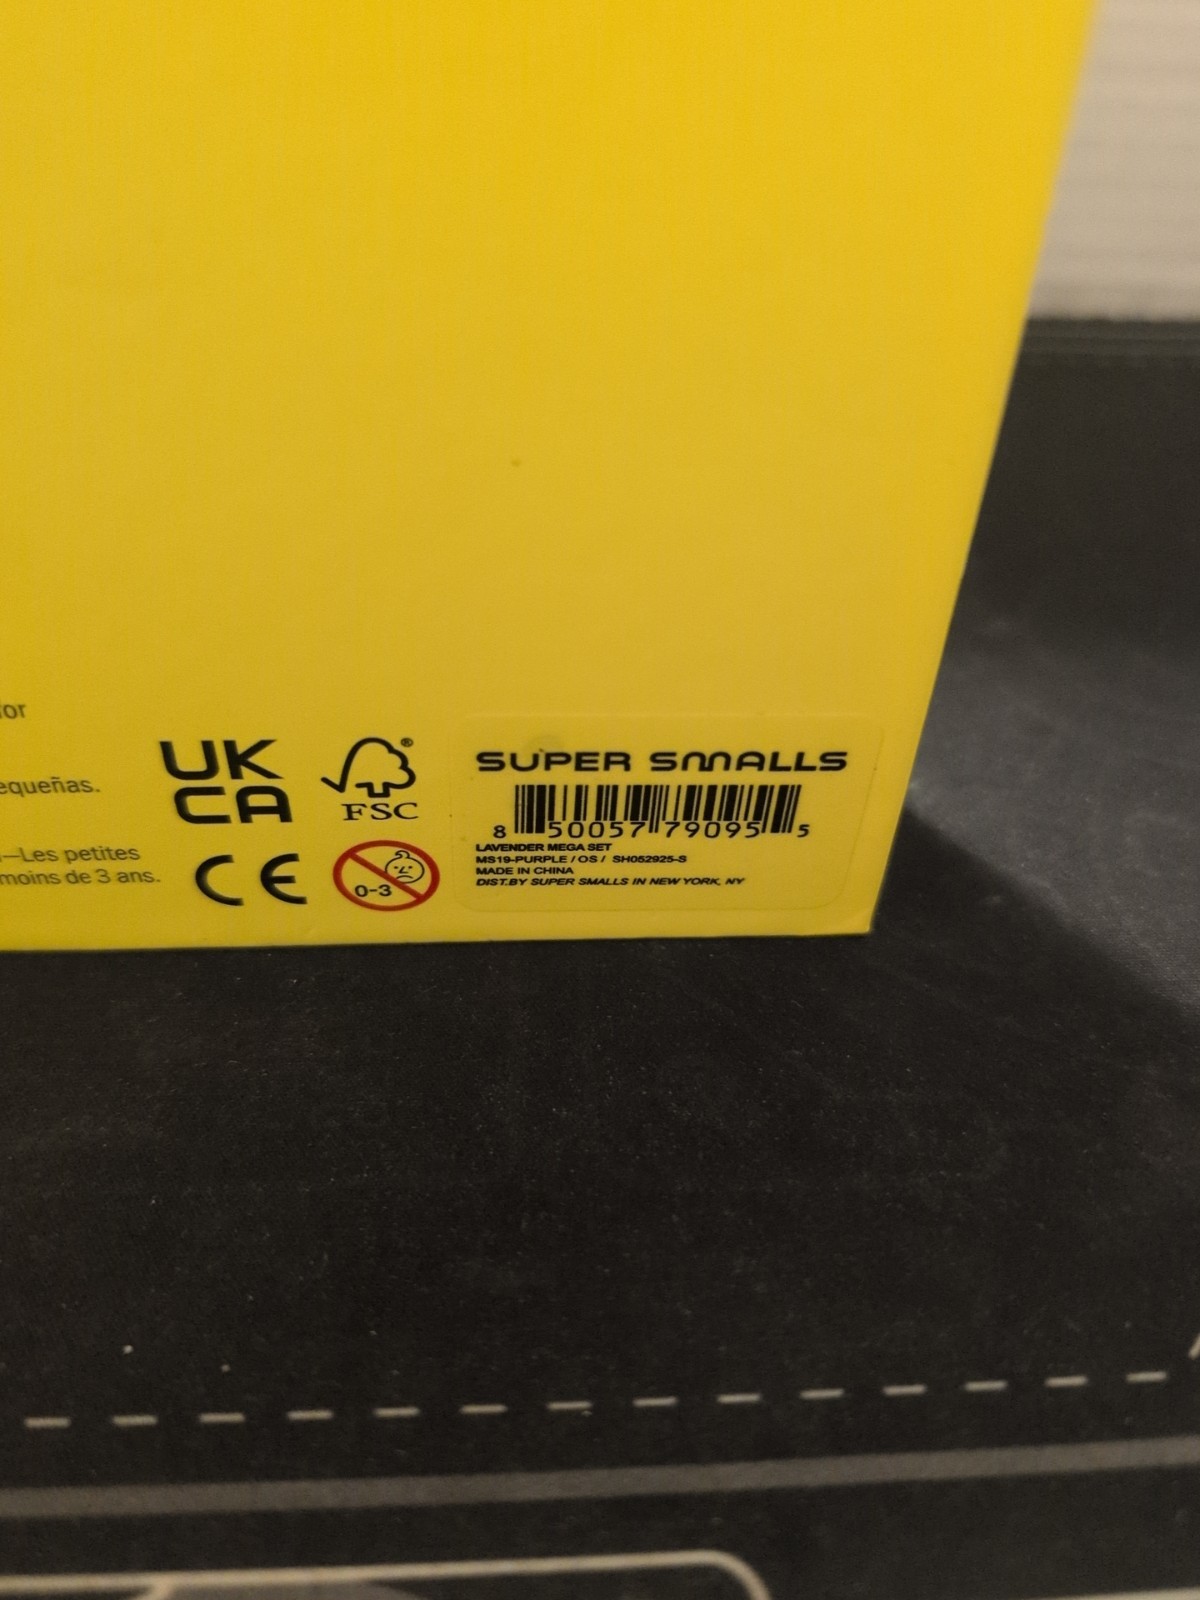 for
equeñas.
—Les petites
moins de 3 ans.
UK
CA
FSC
®
CE
0-3
SUPER SMALLS
8 50057 79095 5
LAVENDER MEGA SET
MS19-PURPLE / OS / SH052925-S
MADE IN CHINA
DIST.BY SUPER SMALLS IN NEW YORK, NY